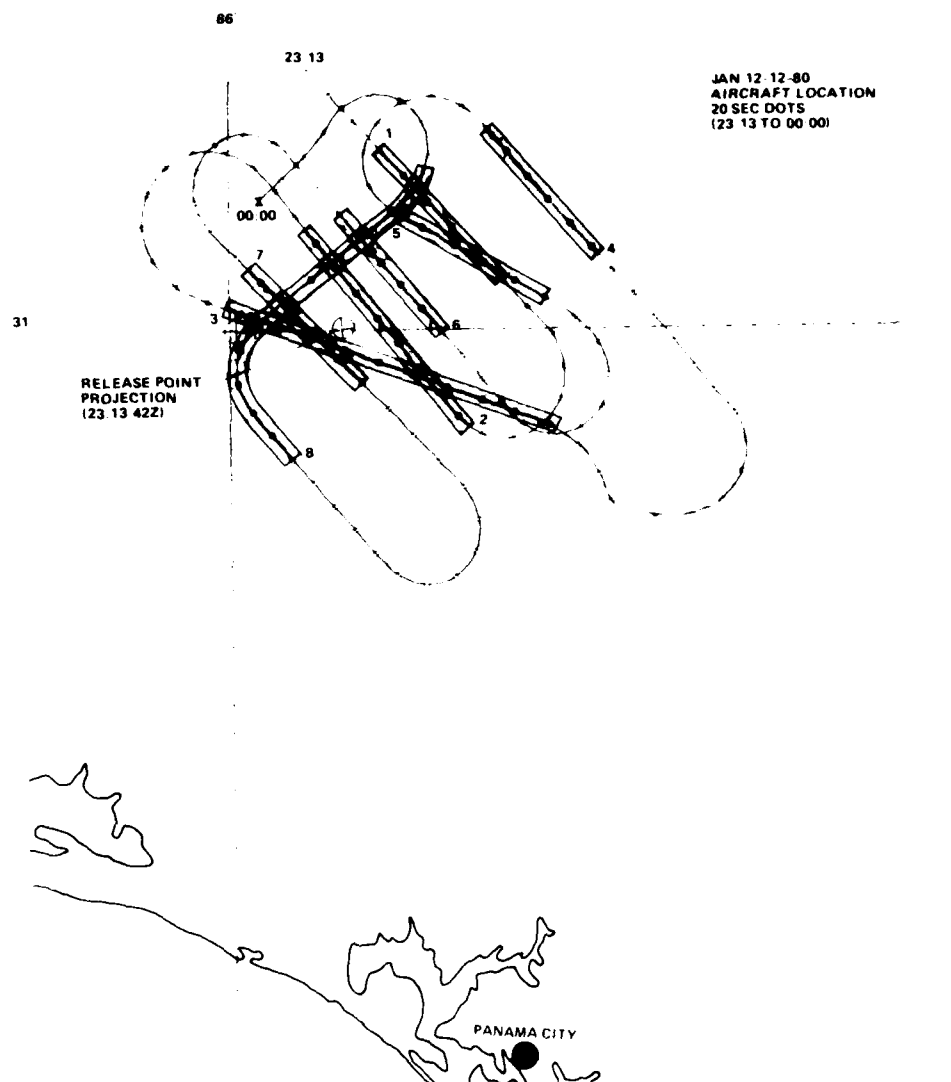 86
23 13
JAN 12-12-80
AIRCRAFT LOCATION
20 SEC DOTS
(23 13 TO 00 00)
1
00:00
5
4
7
3
6
31
RELEASE POINT
PROJECTION
(23.13 42Z)
2
8
PANAMA CITY